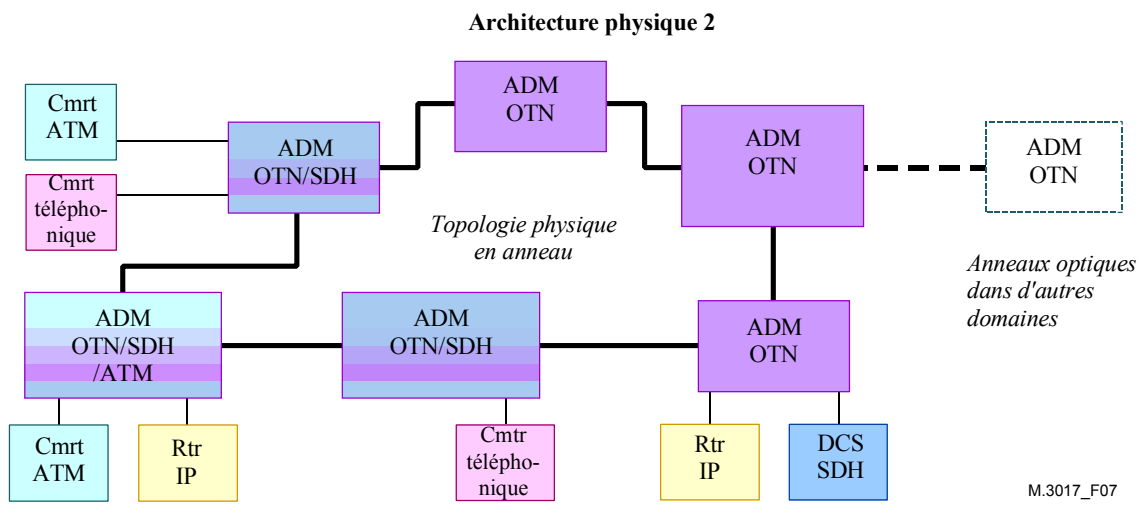 Architecture physique 2
Cmrt
ATM
ADM
OTN/SDH
Cmrt
télépho-
nique
ADM
OTN
ADM
OTN
ADM
OTN
Topologie physique
en anneau
Anneaux optiques
dans d'autres
domaines
ADM
OTN/SDH
/ATM
ADM
OTN/SDH
ADM
OTN
Cmrt
ATM
Rtr
IP
Cmtr
télépho-
nique
Rtr
IP
DCS
SDH
M.3017_F07